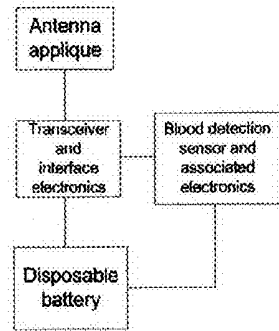 Antenna
applique
Transceiver
and
interface
electronics
Blood detection
sensor and
associated
electronics
Disposable
battery